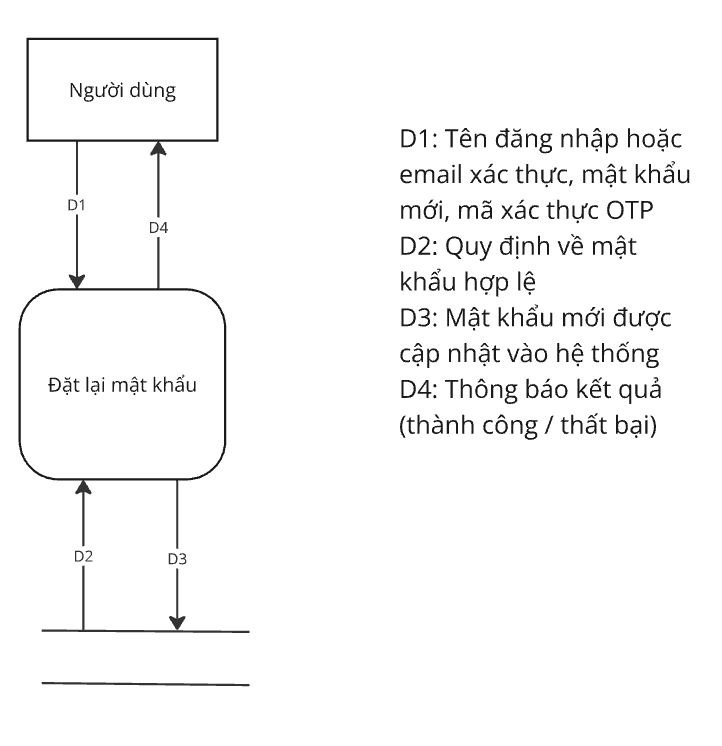 Người dùng
D1
D4
Đặt lại mật khẩu
D2
D3
D1: Tên đăng nhập hoặc
email xác thực, mật khẩu
mới, mã xác thực OTP
D2: Quy định về mật
khẩu hợp lệ
D3: Mật khẩu mới được
cập nhật vào hệ thống
D4: Thông báo kết quả
(thành công / thất bại)